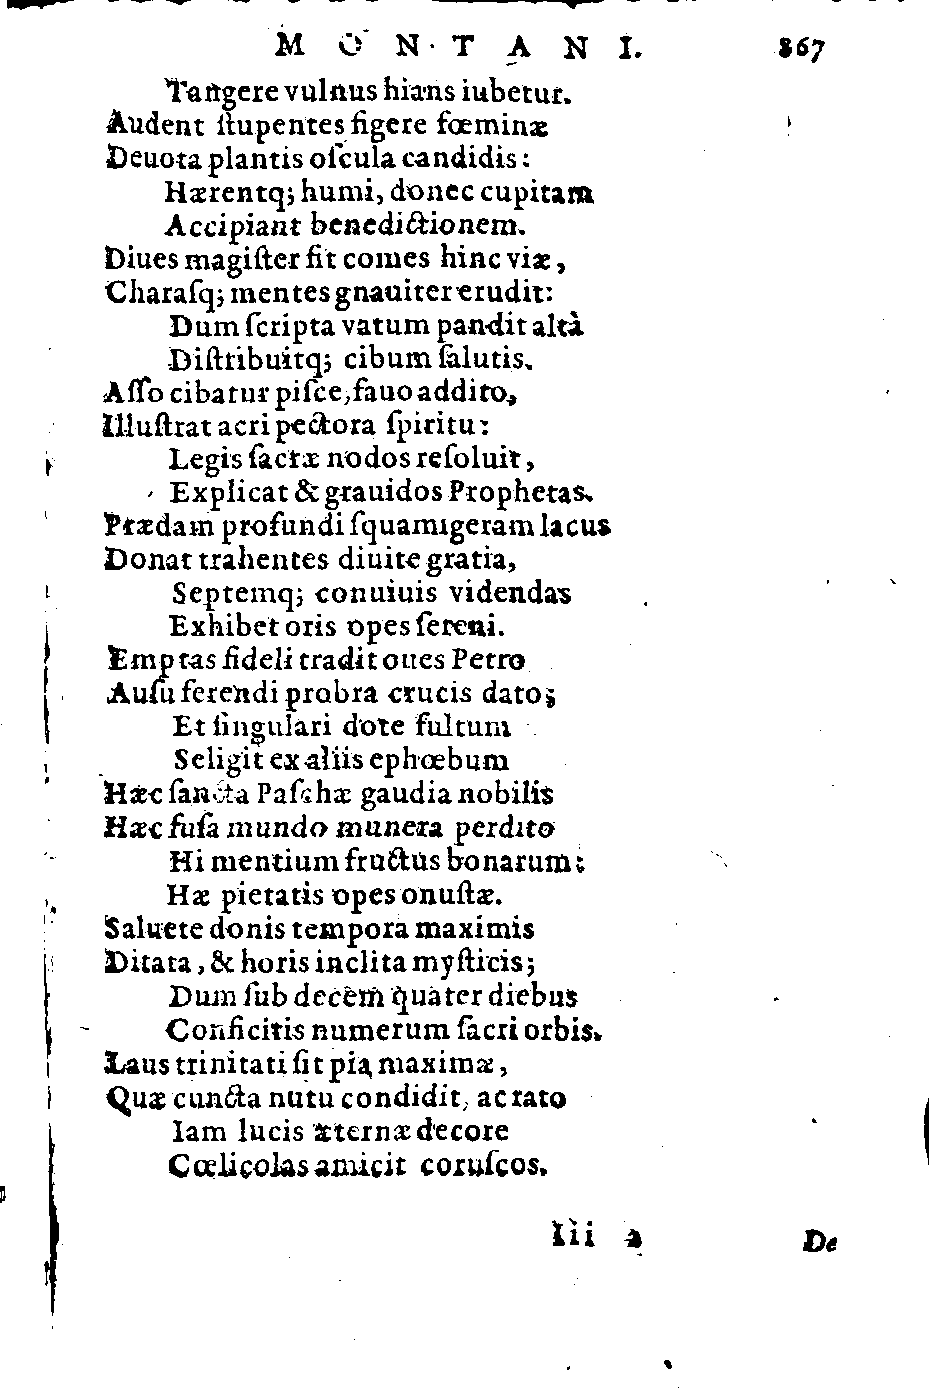 MONTANI. 867
Tangere vulnus hians iubetur.
Audent ſtupentes figere fœminæ
Deuota plantis oſcula candidis:
Hærentq; humi, donec cupitam
Accipiant benedictionem.
Diues magiſter fit comes hinc viæ,
Charaſq; mentes gnauiter erudit:
Dum ſcripta vatum pandit altà
Diſtribuitq; cibum ſalutis.
Aſſo cibatur piſce, fauo addito,
Illuſtrat acri pectora ſpiritu:
Legis ſacræ nodos reſoluit,
Explicat & grauidos Prophetas.
Prædam profundi ſquamigeram lacus
Donat trahentes diuite gratia,
Septemq; conuiuis videndas
Exhibet oris opes ſereni.
Emptas fideli tradit oues Petro
Auſu ferendi probra crucis dato;
Et ſingulari dote fultum
Seligit ex aliis ephœbum
Hæc ſancta Paſchæ gaudia nobilis
Hæc fuſa mundo munera perdito
Hi mentium fructus bonarum:
Hæ pietatis opes onuſtæ.
Saluete donis tempora maximis
Ditata, & horis inclita myſticis;
Dum ſub decem quater diebus
Conficitis numerum ſacri orbis.
Laus trinitati ſit pią maximæ,
Quæ cuncta nutu condidit, ac rato
Iam lucis æternæ decore
Cœlicolas amicit coruſcos.
Iii 2 De